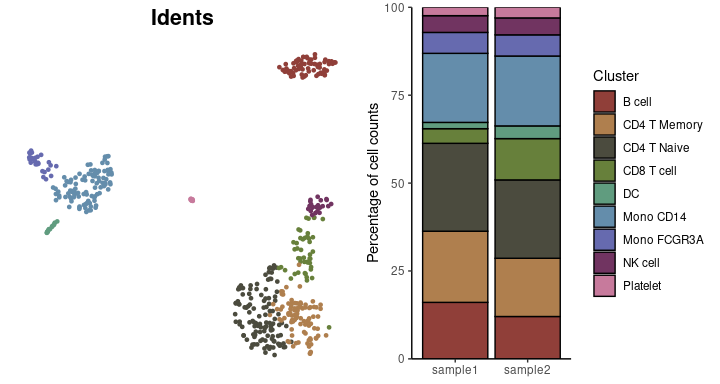 Idents
Percentage of cell counts
100
75
50
25
0
sample1
sample2
Cluster
B cell
CD4 T Memory
CD4 T Naive
CD8 T cell
DC
Mono CD14
Mono FCGR3A
NK cell
Platelet